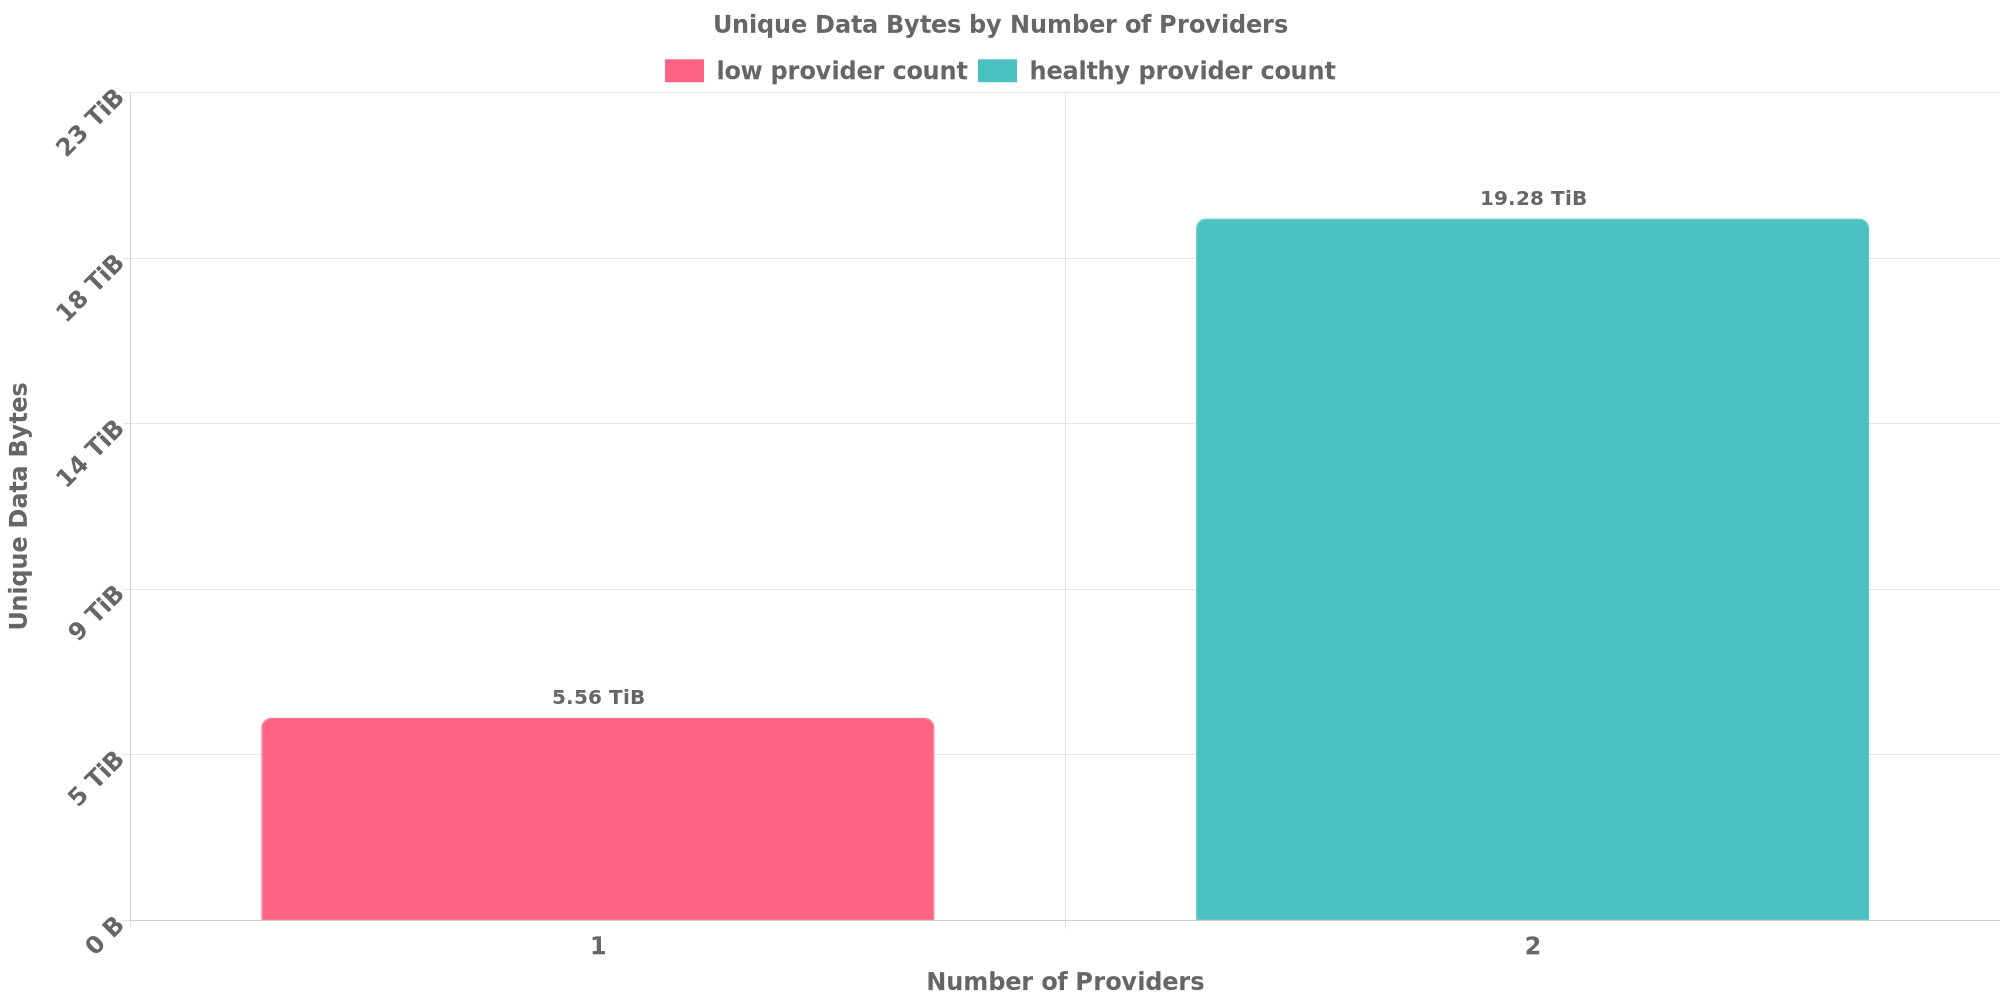 Unique Data Bytes by Number of Providers
low provider count healthy provider count
23 TiB
18 TiB
14 TiB
9 TiB
5 TiB
0 B
Unique Data Bytes
5.56 TiB
19.28 TiB
1 2
Number of Providers